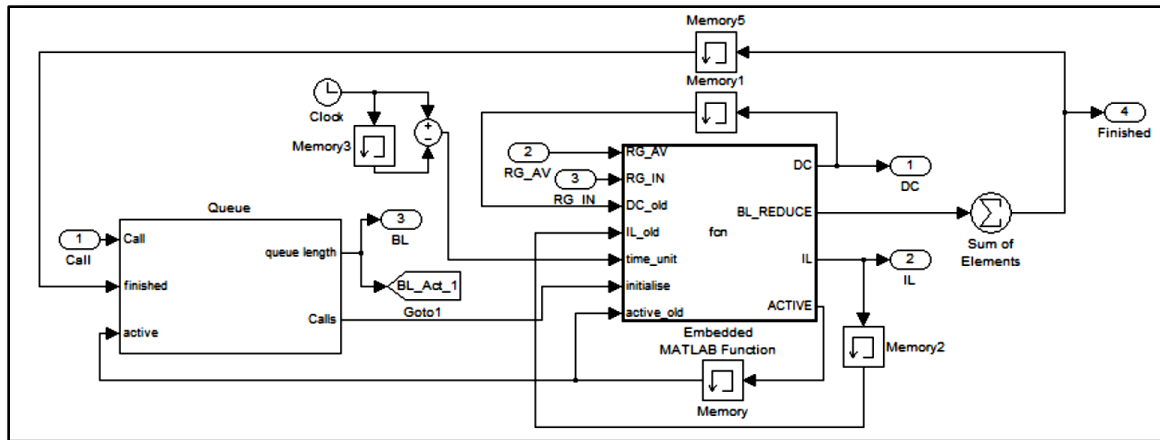 Memory5
Memory1
Clock
Memory3
+
−
2
RG_AV
3
RG_IN
RG_AV
RG_IN
DC_old
IL_old
time_unit
initialise
active_old
fcn
DC
BL_REDUCE
IL
ACTIVE
Embedded
MATLAB Function
4
Finished
1
DC
Sum of
Elements
2
IL
Memory2
Memory
Queue
1
Call
Call
finished
active
queue length
Calls
3
BL
BL_Act_1
Goto1